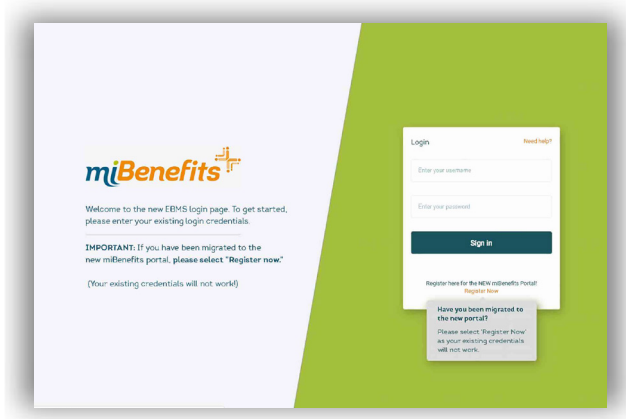 miBenefits
Welcome to the new EBMS login page. To get started,
please enter your existing login credentials.
IMPORTANT: If you have been migrated to the
new miBenefits portal, please select "Register now."
(Your existing credentials will not work!)
Login
Need help?
Enter your username
Enter your password
Sign in
Register here for the NEW miBenefits Portal!
Register Now
Have you been migrated to
the new portal?
Please select 'Register Now'
as your existing credentials
will not work.